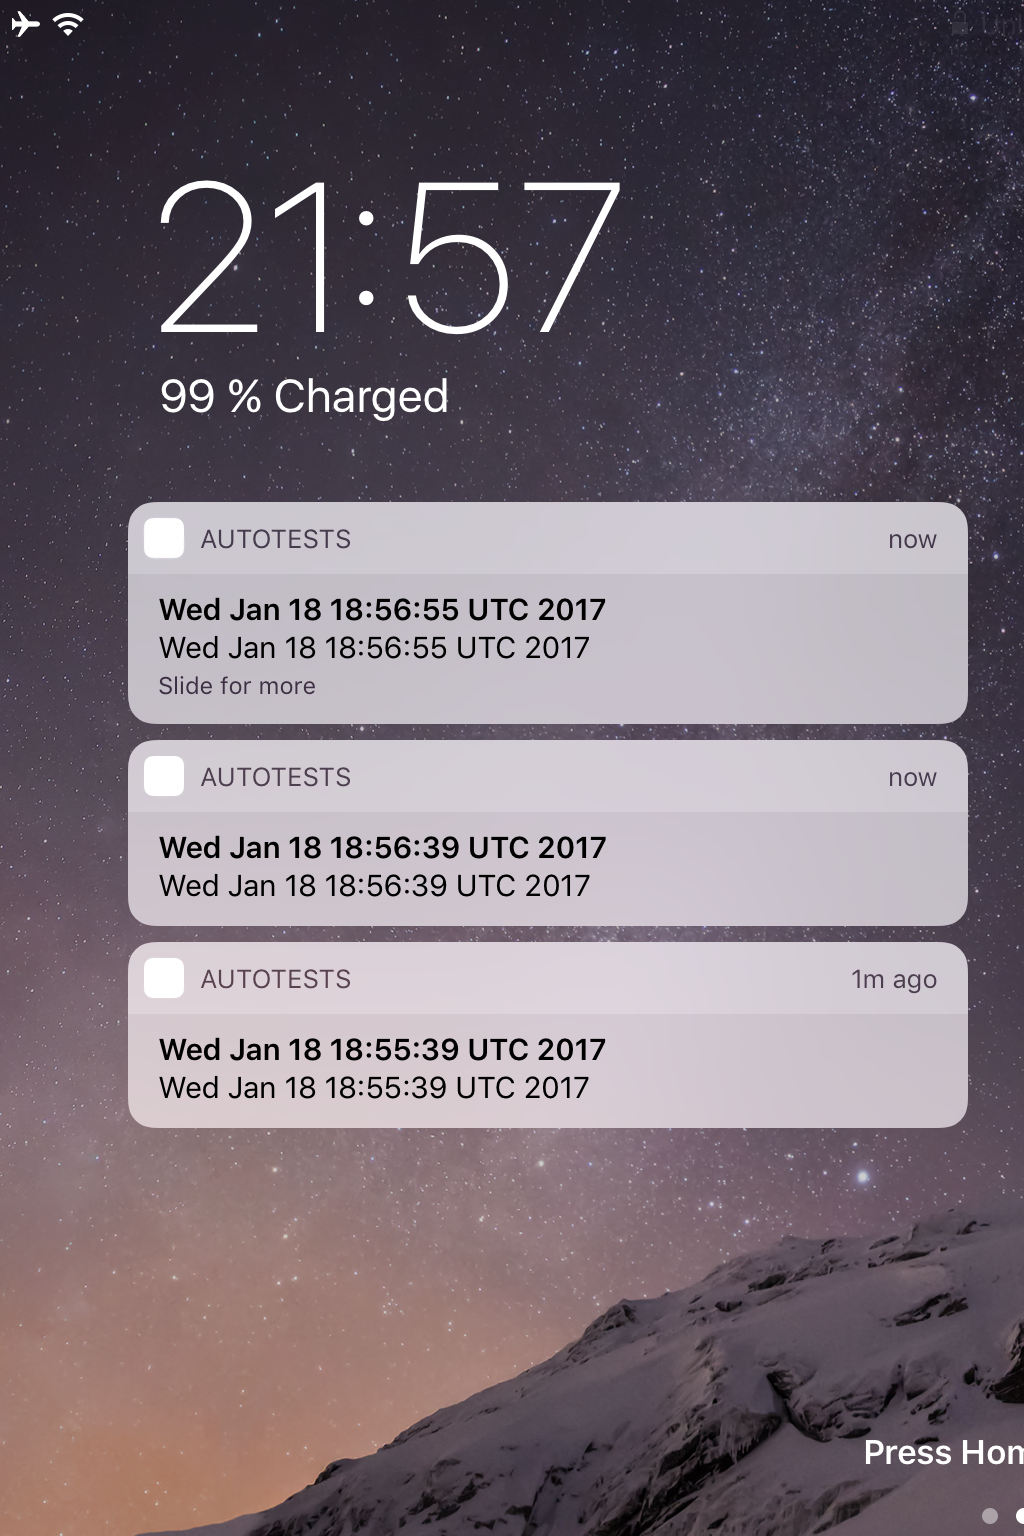 21:57
99 % Charged
AUTOTESTS now
Wed Jan 18 18:56:55 UTC 2017
Wed Jan 18 18:56:55 UTC 2017
Slide for more
AUTOTESTS now
Wed Jan 18 18:56:39 UTC 2017
Wed Jan 18 18:56:39 UTC 2017
AUTOTESTS 1m ago
Wed Jan 18 18:55:39 UTC 2017
Wed Jan 18 18:55:39 UTC 2017
Press Hom